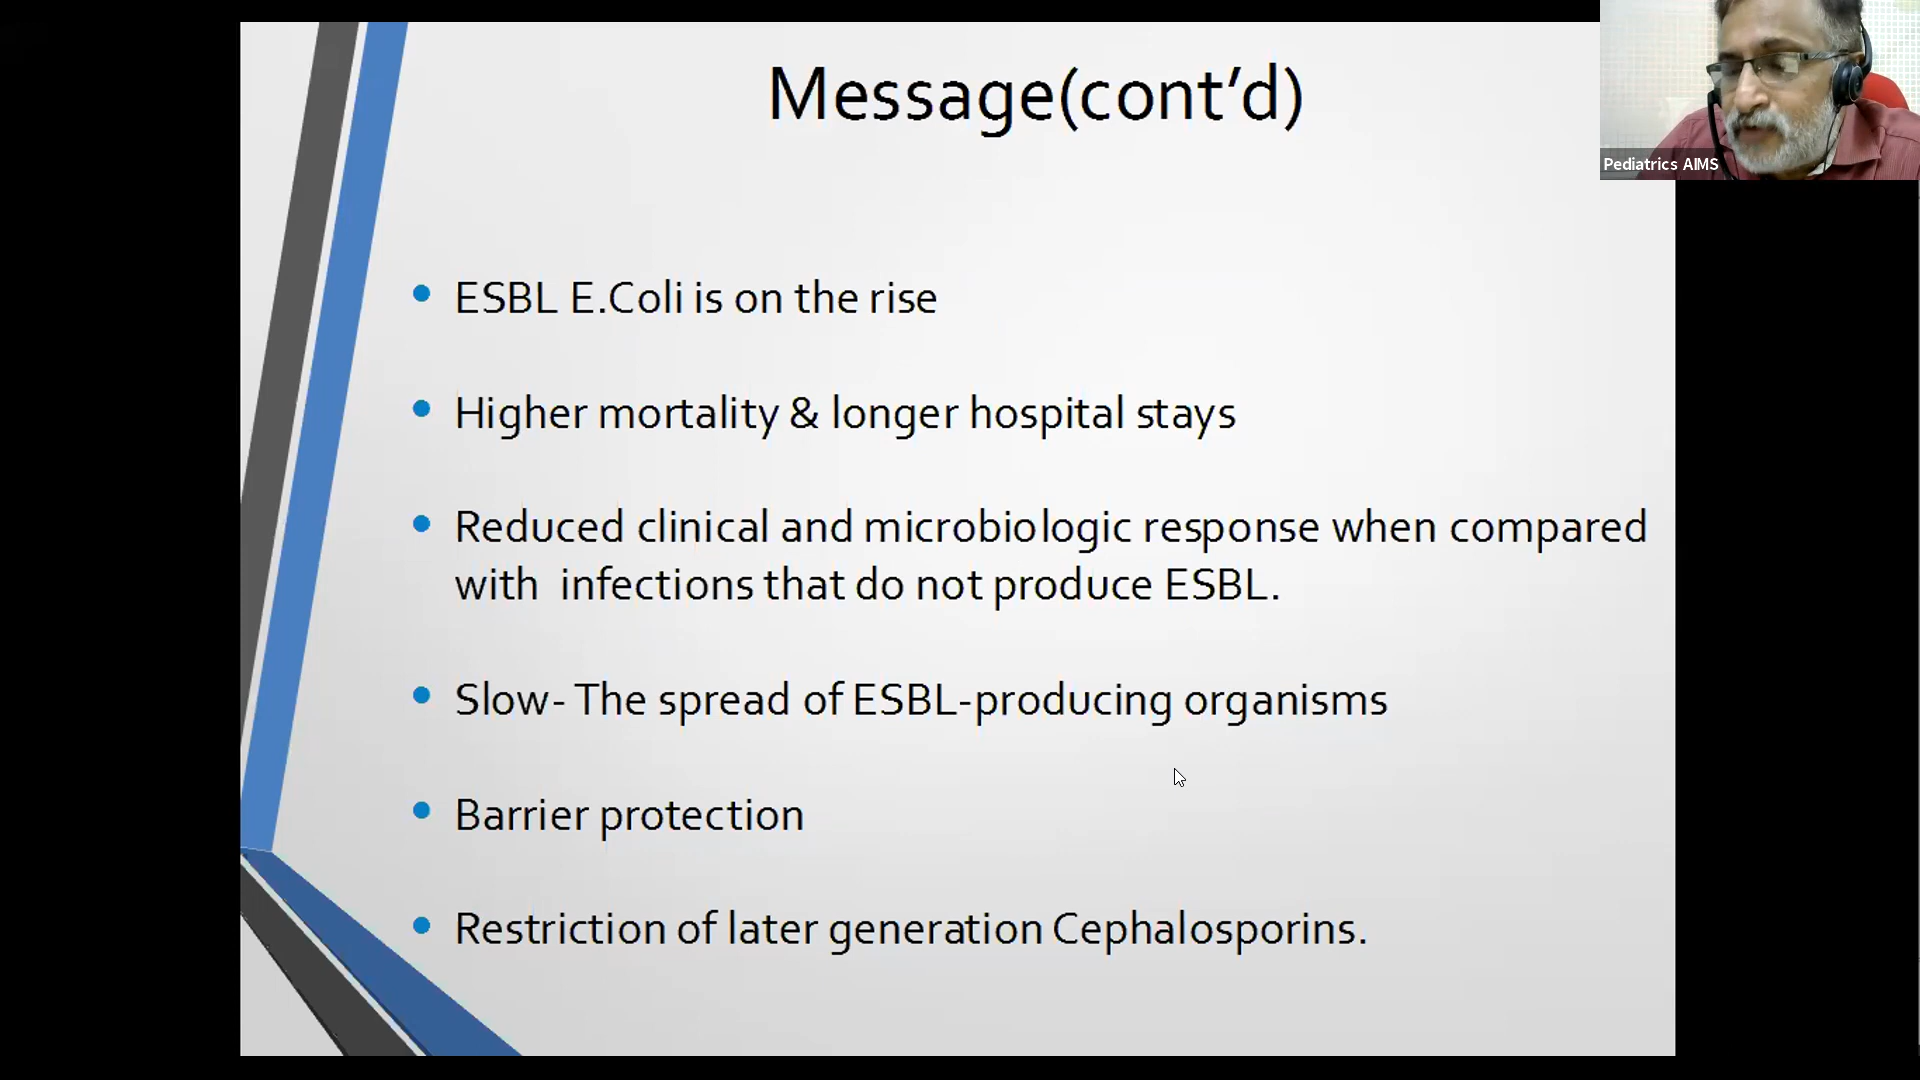 Message(cont’d)
Pediatrics AIMS
ESBL E.Coli is on the rise
Higher mortality & longer hospital stays
Reduced clinical and microbiologic response when compared
with infections that do not produce ESBL.
Slow- The spread of ESBL-producing organisms
Barrier protection
Restriction of later generation Cephalosporins.